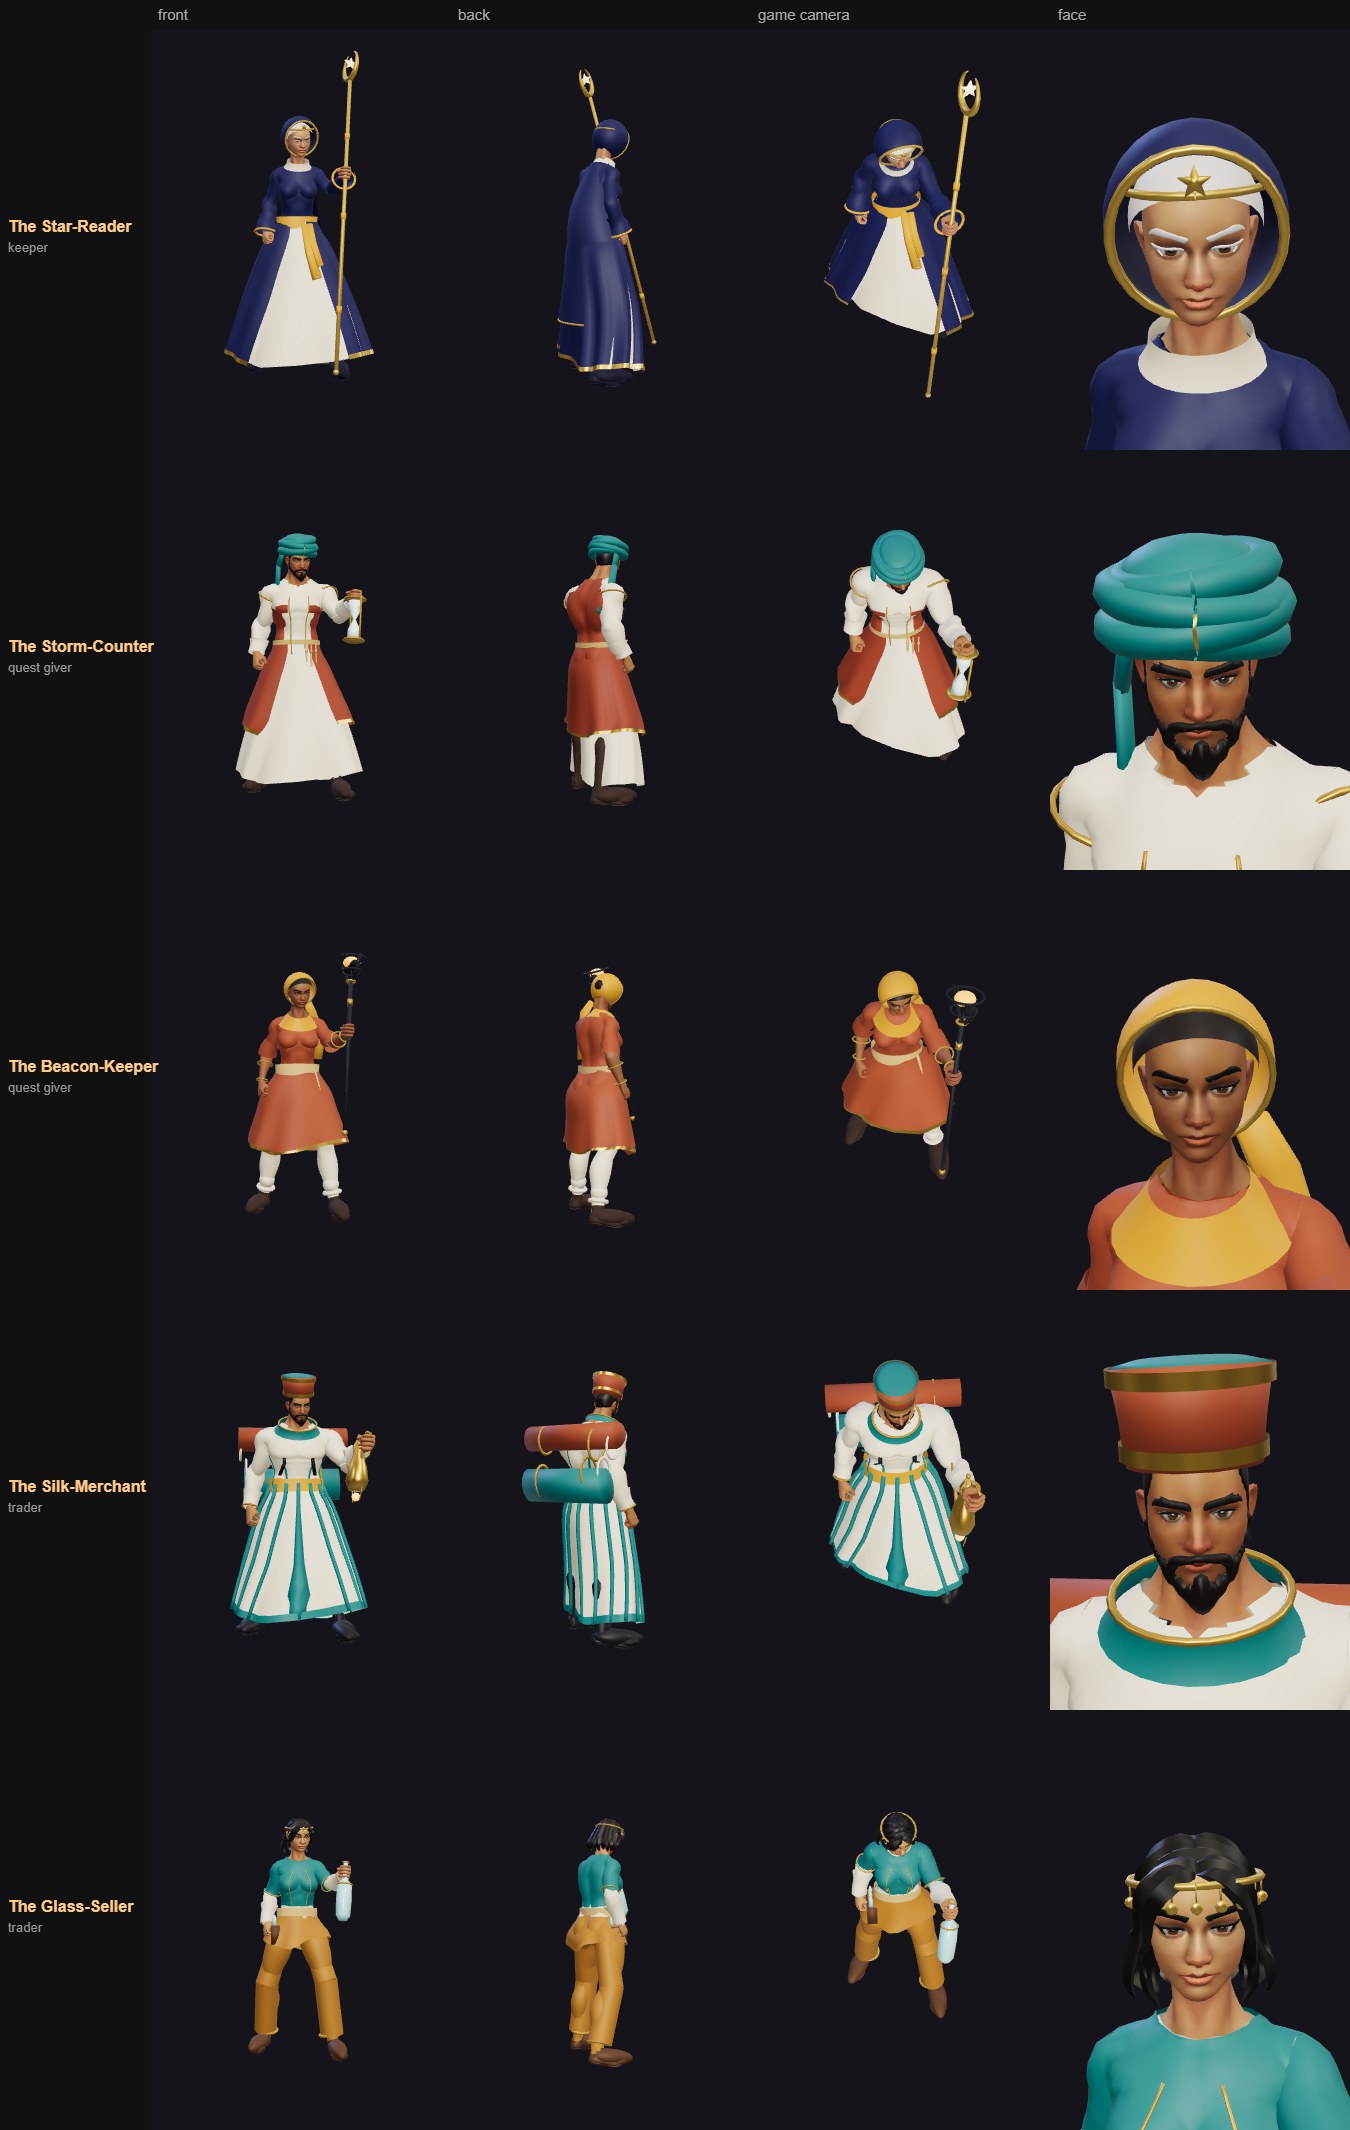 front back game camera face
The Star-Reader
keeper
The Storm-Counter
quest giver
The Beacon-Keeper
quest giver
The Silk-Merchant
trader
The Glass-Seller
trader